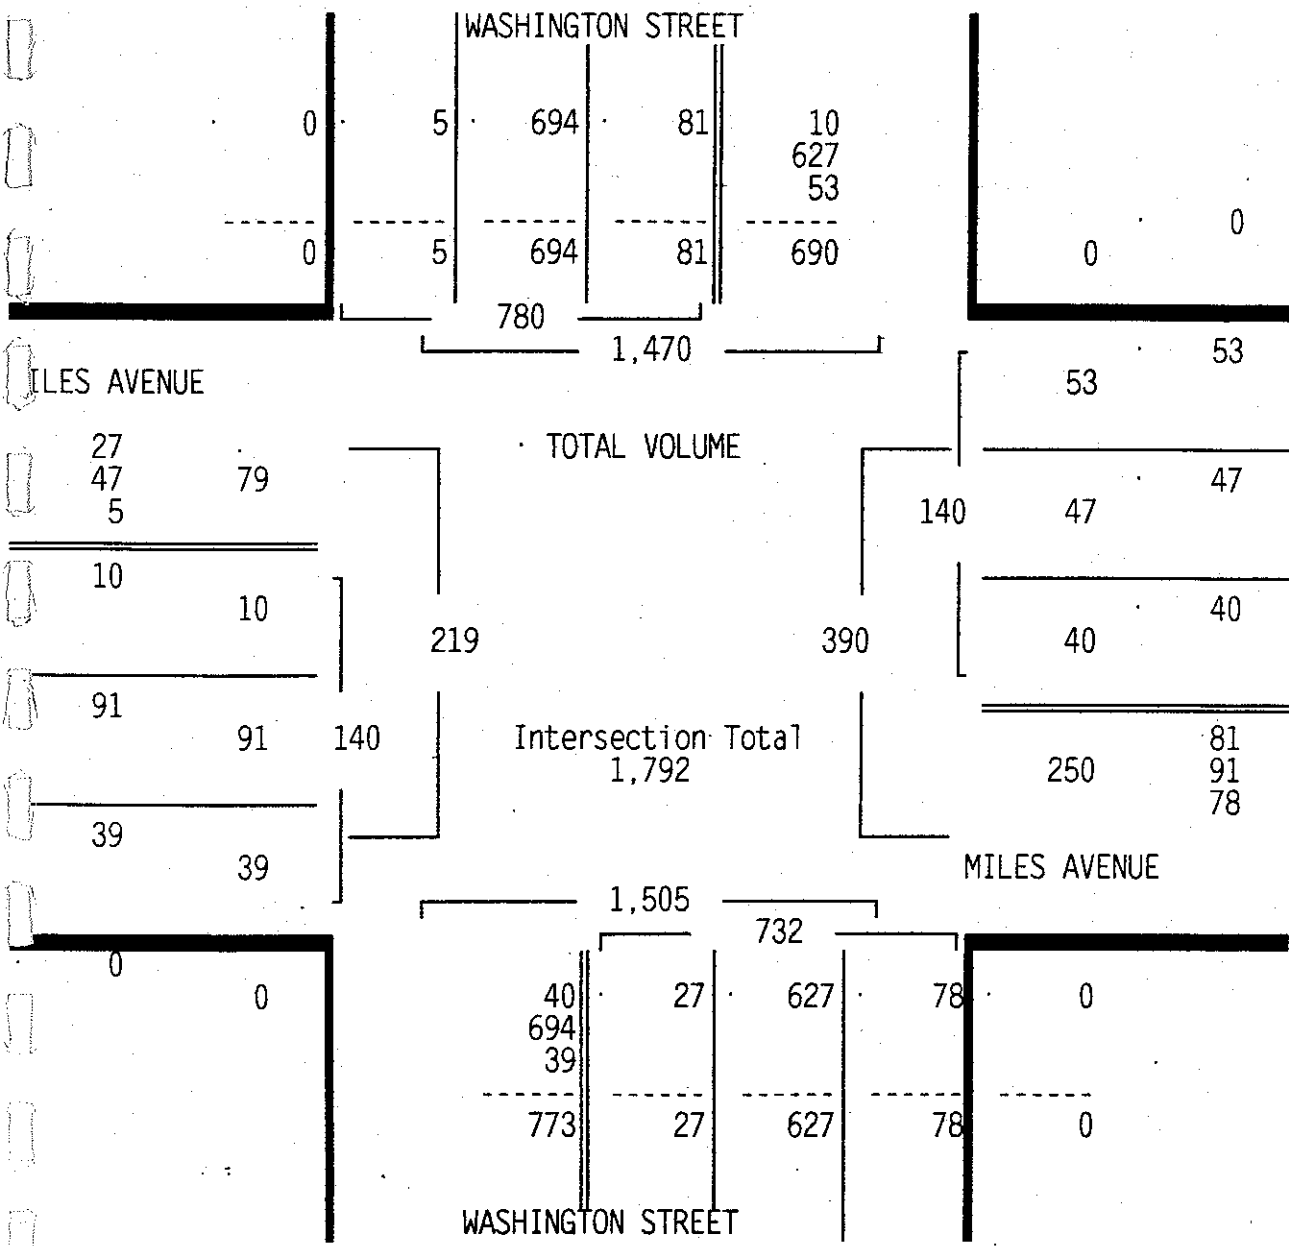 WASHINGTON STREET
0 5 694 81 10
627
53
0
0 5 694 81 690 0
780
1,470 53
ILES AVENUE 53
27 TOTAL VOLUME
47 79 47
5 140 47
10
10 40
219 390 40
91
91 140 Intersection Total 81
1,792 250 91
78
39
39 MILES AVENUE
1,505
732
0
0 40 27 627 78 0
694
39
773 27 627 78 0
WASHINGTON STREET